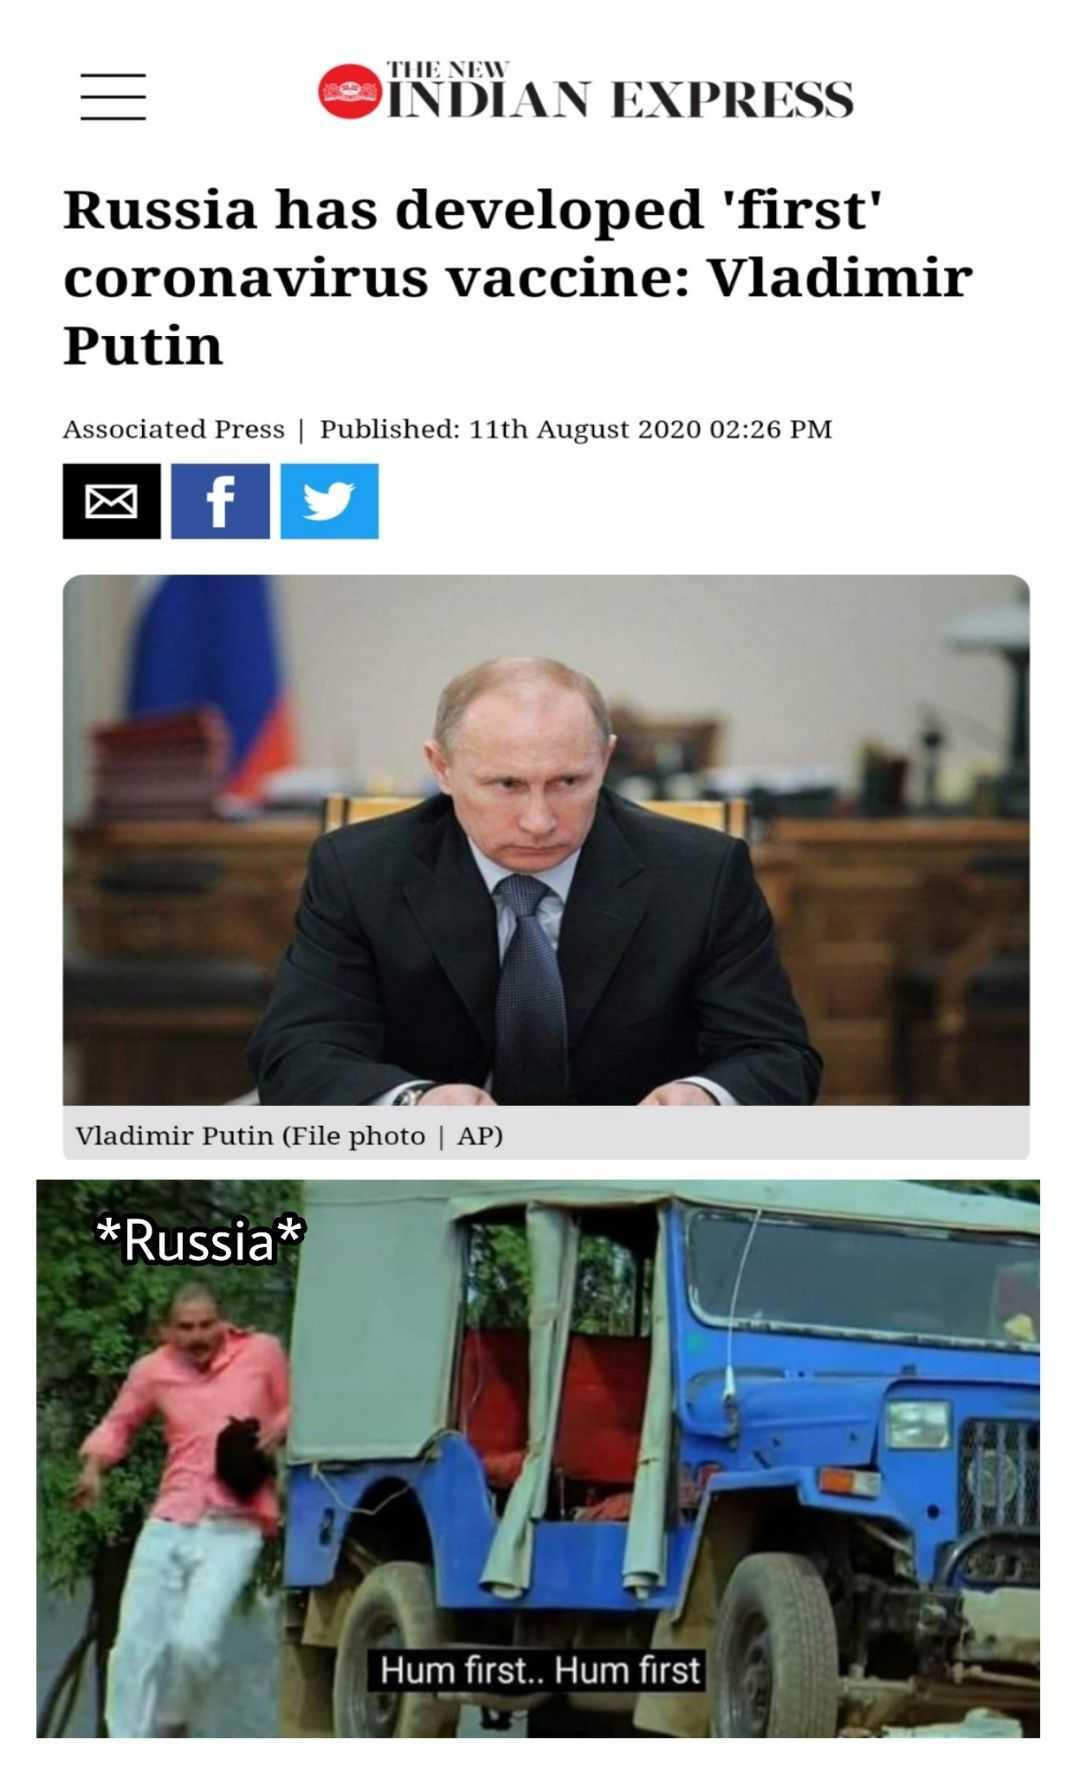 THE NEW
INDIAN EXPRESS
Russia has developed 'first'
coronavirus vaccine: Vladimir
Putin
Associated Press | Published: 11th August 2020 02:26 PM
f
Vladimir Putin (File photo | AP)
*Russia*
Hum first.. Hum first